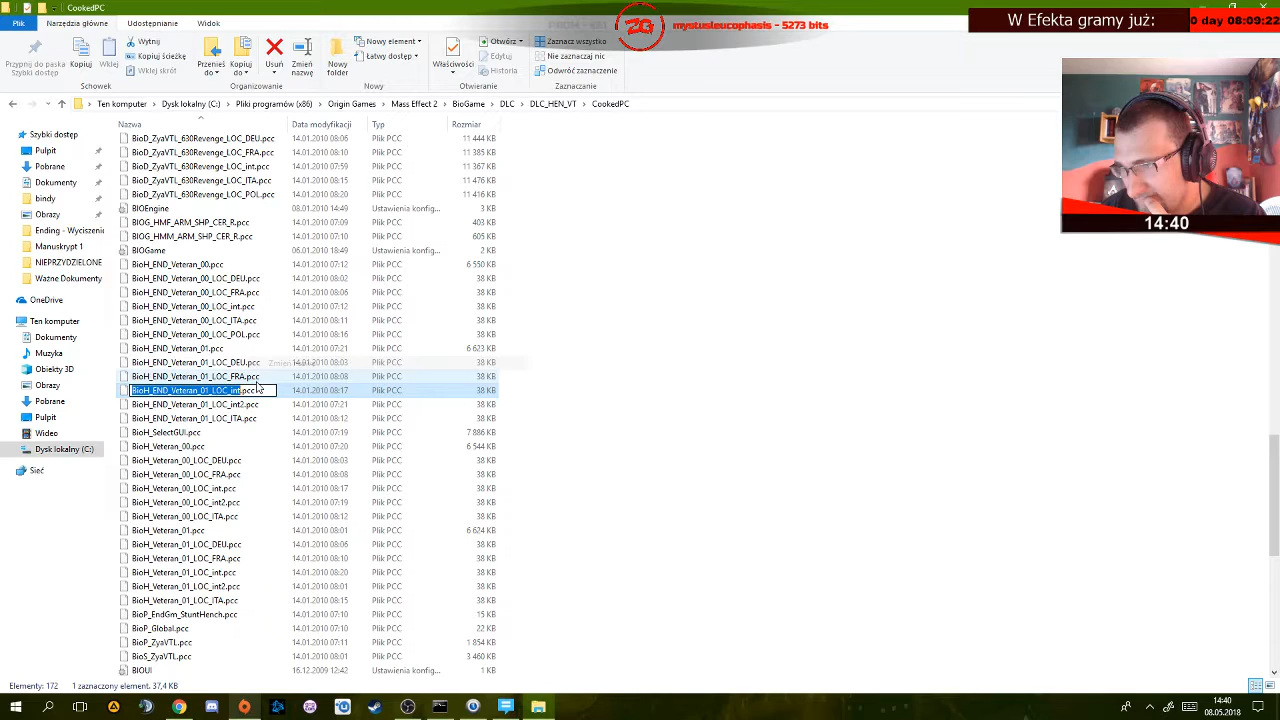 CookedPC
Plik
Narzędzia główne
Udostępnianie
Widok
mystusleucophasis - 5273 bits
W Efekta gramy już:
0 day 08:09:22
Przypnij do paska
Szybki dostęp
Kopiuj
Wklej
Wytnij
Kopiuj ścieżkę
Wklej skrót
Schowek
Przenieś
do
Kopiuj
do
Usuń
Zmień
nazwę
Organizowanie
Nowy
folder
Nowy element
Łatwy dostęp
Nowy
Właściwości
Otwórz
Edytuj
Historia
Otwieranie
Zaznacz wszystko
Nie zaznaczaj nic
Odwróć zaznaczenie
Zaznaczanie
Ten komputer > Dysk lokalny (C:) > Pliki programów (x86) > Origin Games > Mass Effect 2 > BioGame > DLC > DLC_HEN_VT > CookedPC
Nazwa Data modyfikacji Typ Rozmiar
Szybki dostęp
Pulpit
Pobrane
Dokumenty
bindy
Obrazy
Ending - Wyścienio
Manuskrypt 1
NIEPRZYDZIELONE
Ważne Dokumenty
OneDrive
Ten komputer
Dokumenty
Muzyka
Obiekty 3D
Obrazy
Pobrane
Pulpit
Wideo
Dysk lokalny (C:)
Sieć
BioD_ZyaVTL_630Revenge_LOC_DEU.pcc 14.01.2010 08:06 Plik PCC 11 444 KB
BioD_ZyaVTL_630Revenge_LOC_FRA.pcc 14.01.2010 08:10 Plik PCC 11 385 KB
BioD_ZyaVTL_630Revenge_LOC_int.pcc 14.01.2010 07:59 Plik PCC 11 367 KB
BioD_ZyaVTL_630Revenge_LOC_ITA.pcc 14.01.2010 08:15 Plik PCC 11 476 KB
BioD_ZyaVTL_630Revenge_LOC_POL.pcc 14.01.2010 08:20 Plik PCC 11 416 KB
BIOEngine 08.01.2010 14:49 Ustawienia konfig... 3 KB
BIOG_HMF_ARM_SHP_CER_R.pcc 14.01.2010 07:09 Plik PCC 403 KB
BIOG_HMM_ARM_SHP_CER_R.pcc 14.01.2010 07:10 Plik PCC 605 KB
BIOGame 06.01.2010 18:49 Ustawienia konfig... 2 KB
BioH_END_Veteran_00.pcc 14.01.2010 07:12 Plik PCC 6 550 KB
BioH_END_Veteran_00_LOC_DEU.pcc 14.01.2010 08:02 Plik PCC 38 KB
BioH_END_Veteran_00_LOC_FRA.pcc 14.01.2010 08:06 Plik PCC 38 KB
BioH_END_Veteran_00_LOC_int.pcc 14.01.2010 07:12 Plik PCC 38 KB
BioH_END_Veteran_00_LOC_ITA.pcc 14.01.2010 08:11 Plik PCC 38 KB
BioH_END_Veteran_00_LOC_POL.pcc 14.01.2010 08:16 Plik PCC 38 KB
BioH_END_Veteran_01.pcc 14.01.2010 07:21 Plik PCC 6 623 KB
BioH_END_Veteran_01_LOC_DEU.pcc 14.01.2010 08:03 Plik PCC 38 KB
BioH_END_Veteran_01_LOC_FRA.pcc 14.01.2010 08:08 Plik PCC 38 KB
BioH_END_Veteran_01_LOC_int.pcc 14.01.2010 08:17 Plik PCC 38 KB
BioH_END_Veteran_01_LOC_int2.pcc 14.01.2010 07:21 Plik PCC 38 KB
BioH_END_Veteran_01_LOC_ITA.pcc 14.01.2010 08:12 Plik PCC 38 KB
BioH_SelectGUI.pcc 14.01.2010 07:19 Plik PCC 7 886 KB
BioH_Veteran_00.pcc 14.01.2010 07:20 Plik PCC 6 544 KB
BioH_Veteran_00_LOC_DEU.pcc 14.01.2010 08:03 Plik PCC 38 KB
BioH_Veteran_00_LOC_FRA.pcc 14.01.2010 08:08 Plik PCC 38 KB
BioH_Veteran_00_LOC_int.pcc 14.01.2010 08:17 Plik PCC 38 KB
BioH_Veteran_00_LOC_int2.pcc 14.01.2010 07:19 Plik PCC 38 KB
BioH_Veteran_00_LOC_ITA.pcc 14.01.2010 08:12 Plik PCC 38 KB
BioH_Veteran_01.pcc 14.01.2010 08:01 Plik PCC 6 624 KB
BioH_Veteran_01_LOC_DEU.pcc 14.01.2010 08:06 Plik PCC 38 KB
BioH_Veteran_01_LOC_FRA.pcc 14.01.2010 08:10 Plik PCC 38 KB
BioH_Veteran_01_LOC_int.pcc 14.01.2010 08:20 Plik PCC 38 KB
BioH_Veteran_01_LOC_int2.pcc 14.01.2010 08:01 Plik PCC 38 KB
BioH_Veteran_01_LOC_ITA.pcc 14.01.2010 08:15 Plik PCC 38 KB
BioP_EndGm_StuntHench.pcc 14.01.2010 07:10 Plik PCC 15 KB
BioP_Global.pcc 14.01.2010 07:10 Plik PCC 22 KB
BioP_ZyaVTL.pcc 14.01.2010 07:11 Plik PCC 1 854 KB
BioS_ZyaVTL.pcc 14.01.2010 08:01 Plik PCC 3 460 KB
BIOUI 16.12.2009 12:42 Ustawienia konfig... 1 KB
14:40
Elementy: 172 1 zaznaczony element. 37,4 KB
14:40
08.05.2018